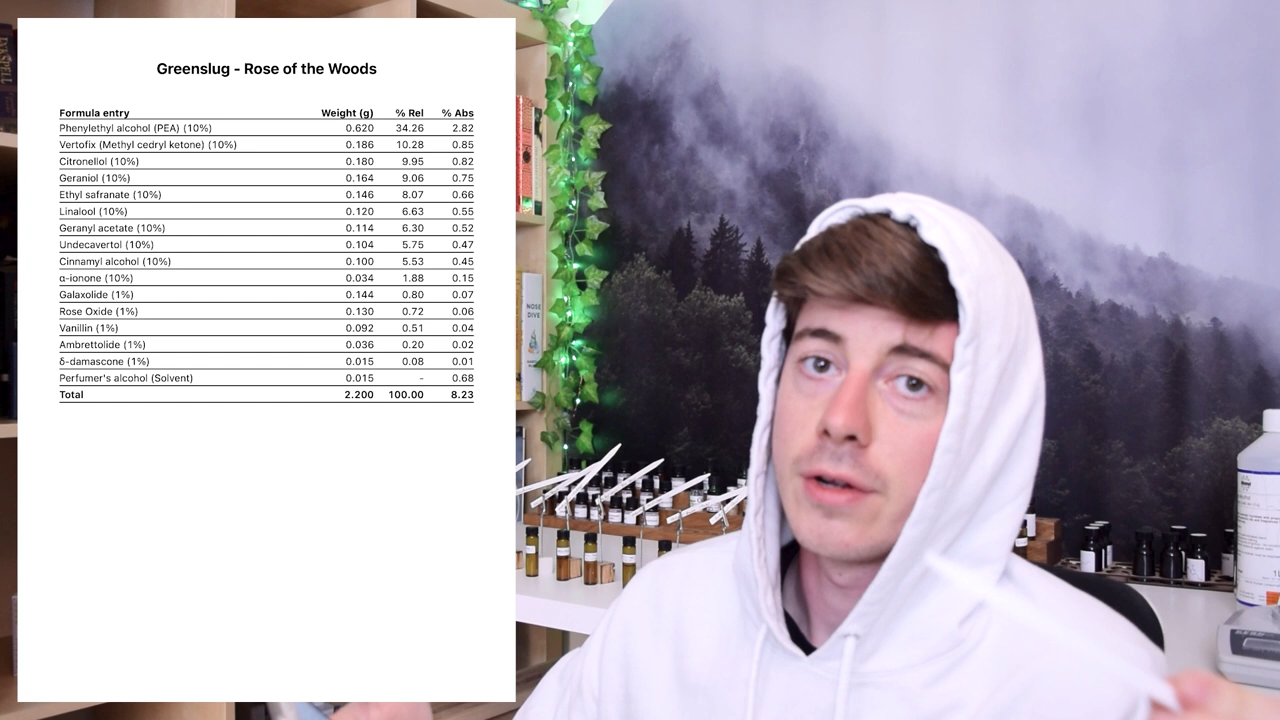 Greenslug - Rose of the Woods
Formula entry Weight (g) % Rel % Abs
Phenylethyl alcohol (PEA) (10%) 0.620 34.26 2.82
Vertofix (Methyl cedryl ketone) (10%) 0.186 10.28 0.85
Citronellol (10%) 0.180 9.95 0.82
Geraniol (10%) 0.164 9.06 0.75
Ethyl safranate (10%) 0.146 8.07 0.66
Linalool (10%) 0.120 6.63 0.55
Geranyl acetate (10%) 0.114 6.30 0.52
Undecavertol (10%) 0.104 5.75 0.47
Cinnamyl alcohol (10%) 0.100 5.53 0.45
α-ionone (10%) 0.034 1.88 0.15
Galaxolide (1%) 0.144 0.80 0.07
Rose Oxide (1%) 0.130 0.72 0.06
Vanillin (1%) 0.092 0.51 0.04
Ambrettolide (1%) 0.036 0.20 0.02
δ-damascone (1%) 0.015 0.08 0.01
Perfumer's alcohol (Solvent) 0.015 - 0.68
Total 2.200 100.00 8.23
NOSE
DIVE